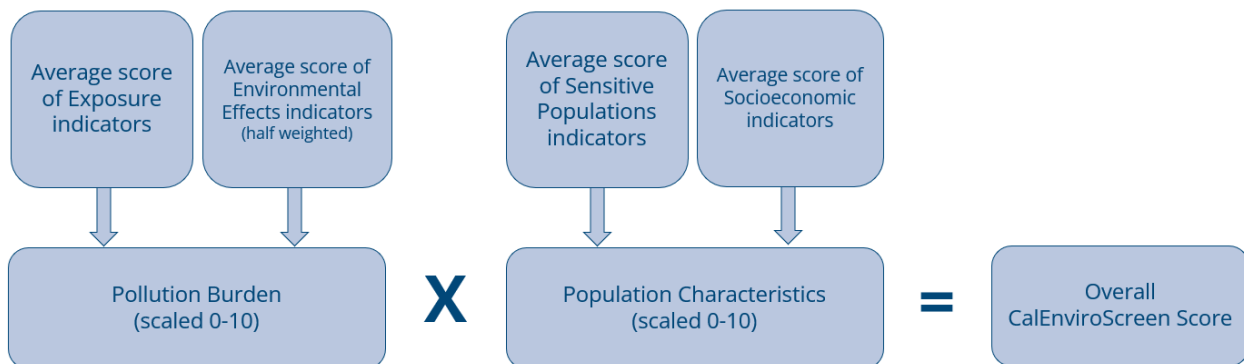 Average score
of Exposure
indicators
Average score of
Environmental
Effects indicators
(half weighted)
Average score
of Sensitive
Populations
indicators
Average score of
Socioeconomic
indicators
Pollution Burden
(scaled 0-10)
X
Population Characteristics
(scaled 0-10)
=
Overall
CalEnviroScreen Score